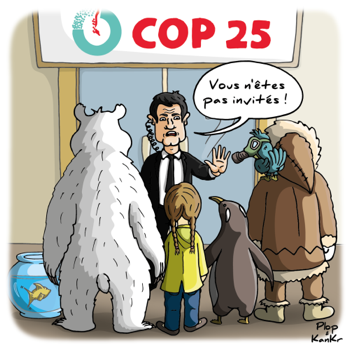 COP 25
Vous n'êtes
pas invités !
Plop
&
KanKr